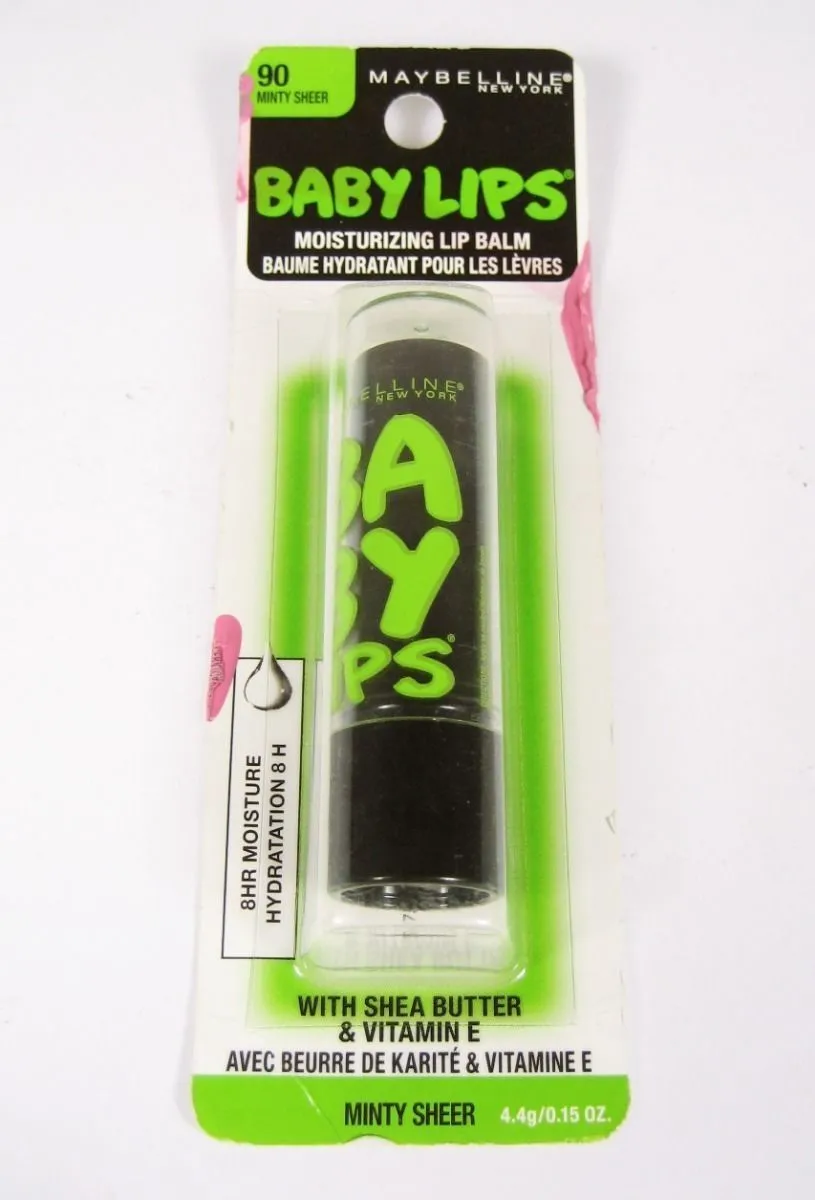 90
MINTY SHEER
MAYBELLINE®
NEW YORK
BABY LIPS®
MOISTURIZING LIP BALM
BAUME HYDRATANT POUR LES LÈVRES
ELLINE®
NEW YORK
BA
BY
IPS®
8HR MOISTURE
HYDRATATION 8 H
WITH SHEA BUTTER
& VITAMIN E
AVEC BEURRE DE KARITÉ & VITAMINE E
MINTY SHEER 4.4g/0.15 OZ.